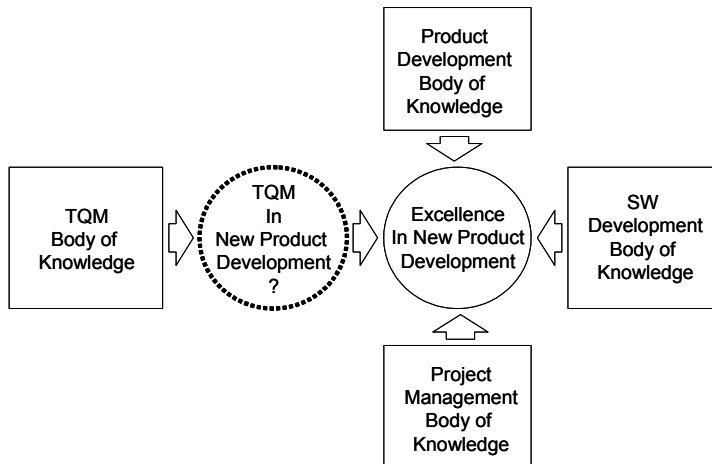 Product
Development
Body of
Knowledge
TQM
Body of
Knowledge
TQM
In
New Product
Development
?
Excellence
In New Product
Development
SW
Development
Body of
Knowledge
Project
Management
Body of
Knowledge